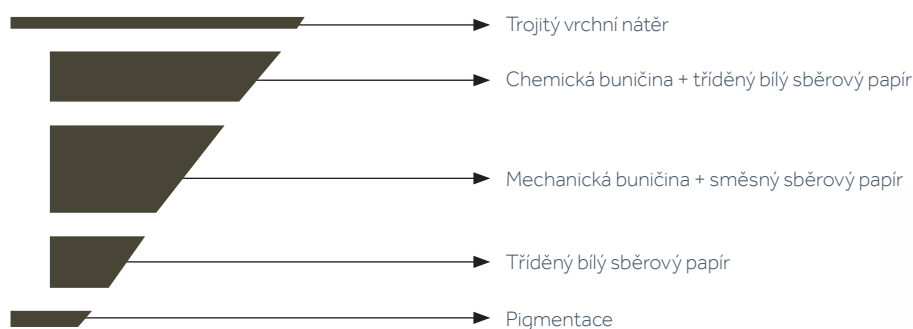 Trojitý vrchní nátěr
Chemická buničina + tříděný bílý sběrový papír
Mechanická buničina + směsný sběrový papír
Tříděný bílý sběrový papír
Pigmentace